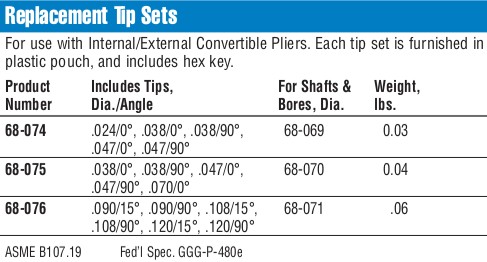 Replacement Tip Sets
For use with Internal/External Convertible Pliers. Each tip set is furnished in
plastic pouch, and includes hex key.
Product Includes Tips, For Shafts & Weight,
Number Dia./Angle Bores, Dia. lbs.
68-074 .024/0°, .038/0°, .038/90°, 68-069 0.03
.047/0°, .047/90°
68-075 .038/0°, .038/90°, .047/0°, 68-070 0.04
.047/90°, .070/0°
68-076 .090/15°, .090/90°, .108/15°, 68-071 .06
.108/90°, .120/15°, .120/90°
ASME B107.19 Fed'l Spec. GGG-P-480e